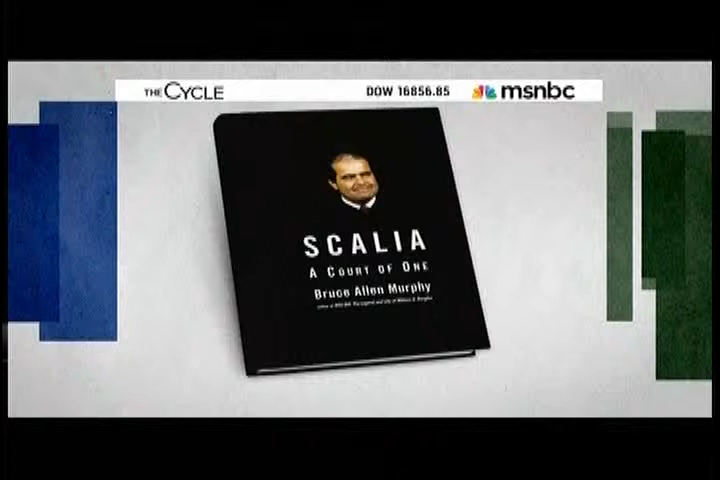 THE CYCLE DOW 16856.85 msnbc
SCALIA
A COURT OF ONE
Bruce Allen Murphy